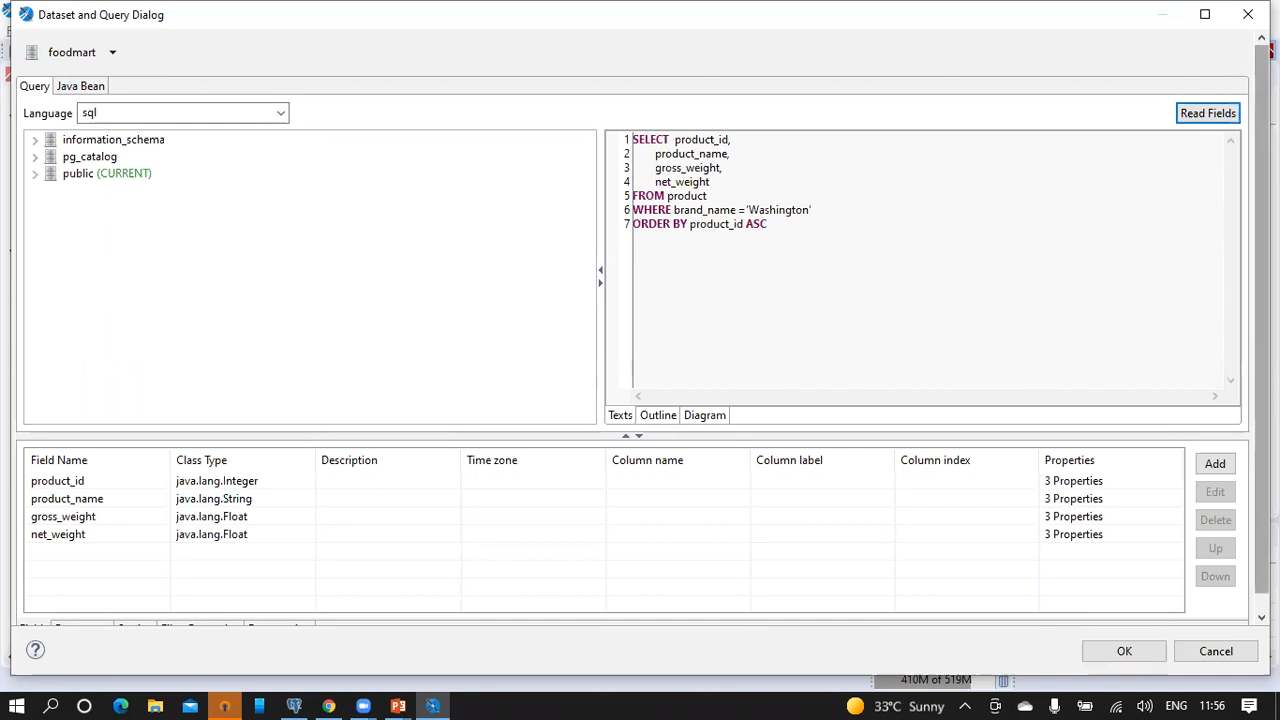 Dataset and Query Dialog
foodmart
Query Java Bean
Language sql Read Fields
information_schema
pg_catalog
public (CURRENT)
1 SELECT product_id,
2 product_name,
3 gross_weight,
4 net_weight
5 FROM product
6 WHERE brand_name ='Washington'
7 ORDER BY product_id ASC
Texts Outline Diagram
Field Name Class Type Description Time zone Column name Column label Column index Properties
product_id java.lang.Integer 3 Properties
product_name java.lang.String 3 Properties
gross_weight java.lang.Float 3 Properties
net_weight java.lang.Float 3 Properties
Add
Edit
Delete
Up
Down
? OK Cancel
410M of 519M
33°C Sunny ENG 11:56